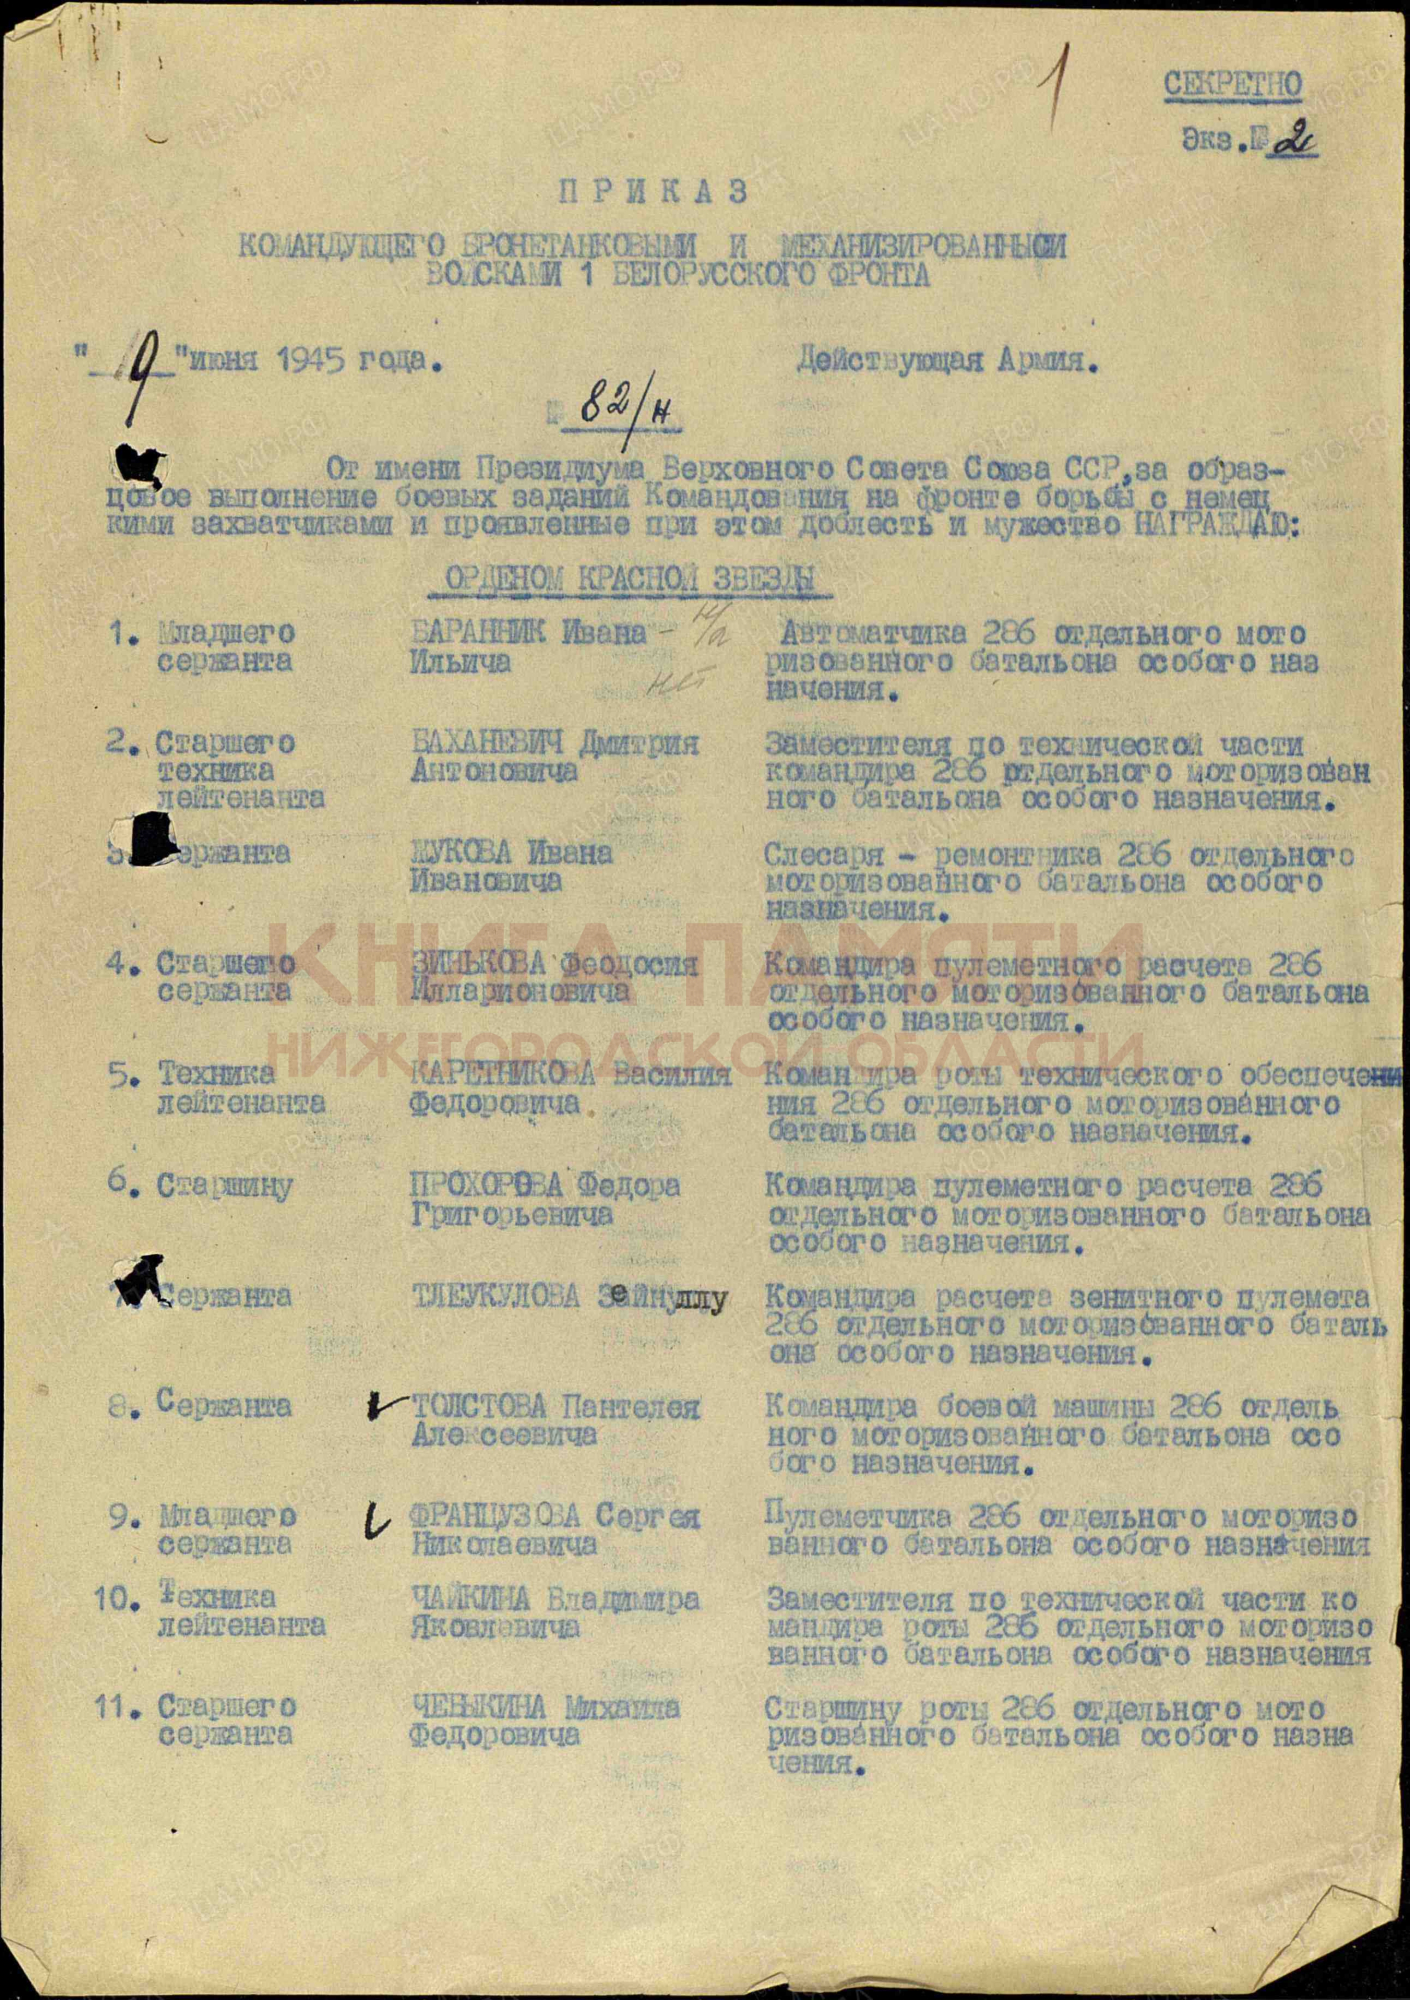 1
СЕКРЕТНО
Экз.№ 2
ПРИКАЗ
КОМАНДУЮЩЕГО БРОНЕТАНКОВЫМИ И МЕХАНИЗИРОВАННЫМИ
ВОЙСКАМИ 1 БЕЛОРУССКОГО ФРОНТА
"9" июня 1945 года. Действующая Армия.
№ 82/н
От имени Президиума Верховного Совета Союза ССР, за образ-
цовое выполнение боевых заданий Командования на фронте борьбы с немец
кими захватчиками и проявленные при этом доблесть и мужество НАГРАЖДАЮ:
ОРДЕНОМ КРАСНОЙ ЗВЕЗДЫ
1. Младшего БАРАННИК Ивана - Автоматчика 286 отдельного мото
сержанта Ильича ризованного батальона особого наз
нет начения.
2. Старшего БАХАНЕВИЧ Дмитрия Заместителя по технической части
техника Антоновича командира 286 отдельного моторизован
лейтенанта ного батальона особого назначения.
3. Сержанта ЖУКОВА Ивана Слесаря - ремонтника 286 отдельного
Ивановича моторизованного батальона особого
назначения.
КНИГА ПАМЯТИ
4. Старшего ЗИНЬКОВА Феодосия Командира пулеметного расчета 286
сержанта Илларионовича отдельного моторизованного батальона
особого назначения.
НИЖЕГОРОДСКОЙ ОБЛАСТИ
5. Техника КАРЕТНИКОВА Василия Командира роты технического обеспечени
лейтенанта Федоровича ния 286 отдельного моторизованного
батальона особого назначения.
6. Старшину ПРОХОРОВА Федора Командира пулеметного расчета 286
Григорьевича отдельного моторизованного батальона
особого назначения.
7. Сержанта ТЛЕУКУЛОВА Зейнуллу Командира расчета зенитного пулемета
286 отдельного моторизованного баталь
она особого назначения.
8. Сержанта ТОЛСТОВА Пантелея Командира боевой машины 286 отдель
Алексеевича ного моторизованного батальона осо
бого назначения.
9. Младшего ФРАНЦУЗОВА Сергея Пулеметчика 286 отдельного моторизо
сержанта Николаевича ванного батальона особого назначения
10. Техника ЧАЙКИНА Владимира Заместителя по технической части ко
лейтенанта Яковлевича мандира роты 286 отдельного моторизо
ванного батальона особого назначения
11. Старшего ЧЕБЫКИНА Михаила Старшину роты 286 отдельного мото
сержанта Федоровича ризованного батальона особого назна
чения.